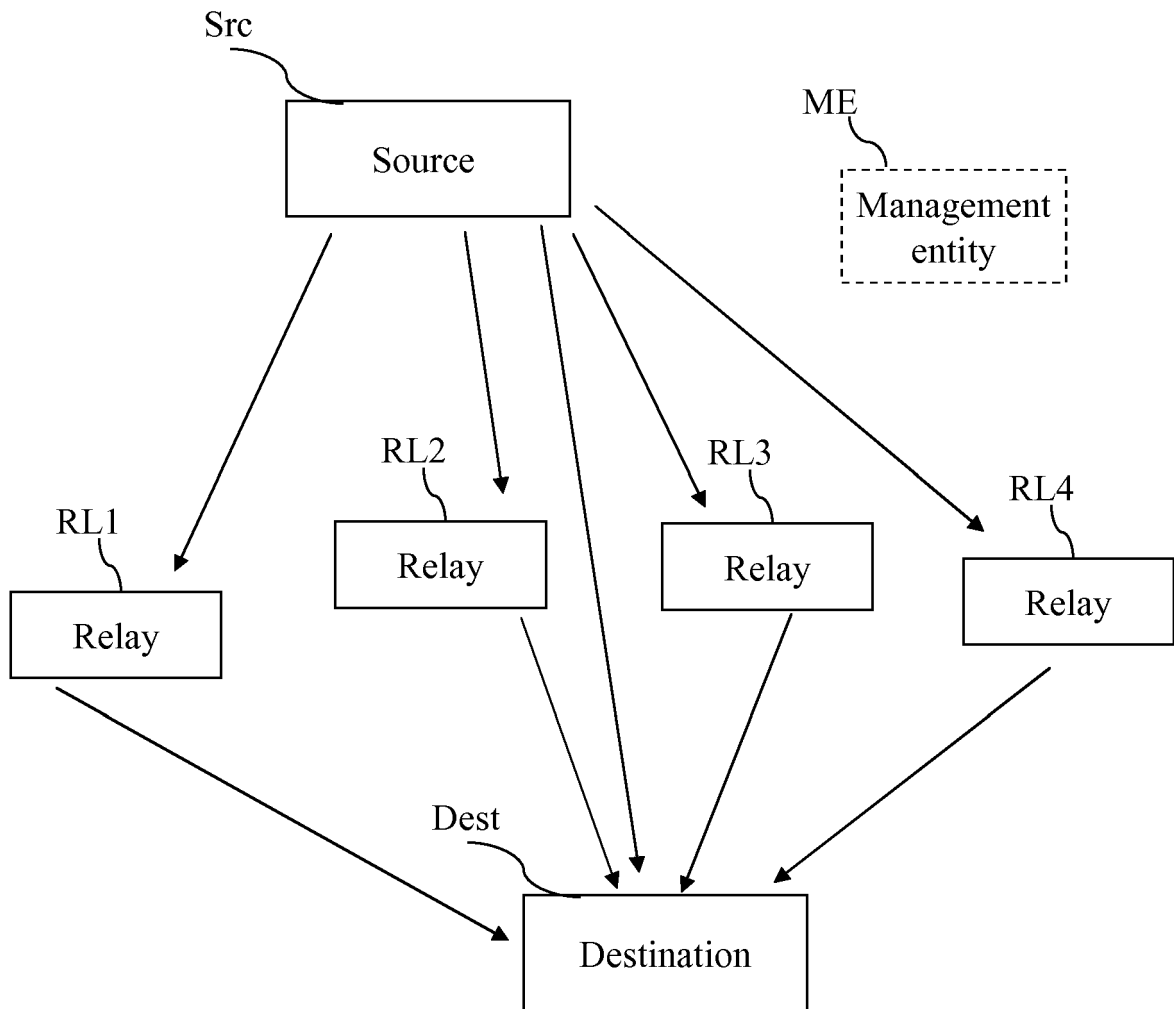 Src
Source
ME
Management
entity
RL1
Relay
RL2
Relay
RL3
Relay
RL4
Relay
Dest
Destination